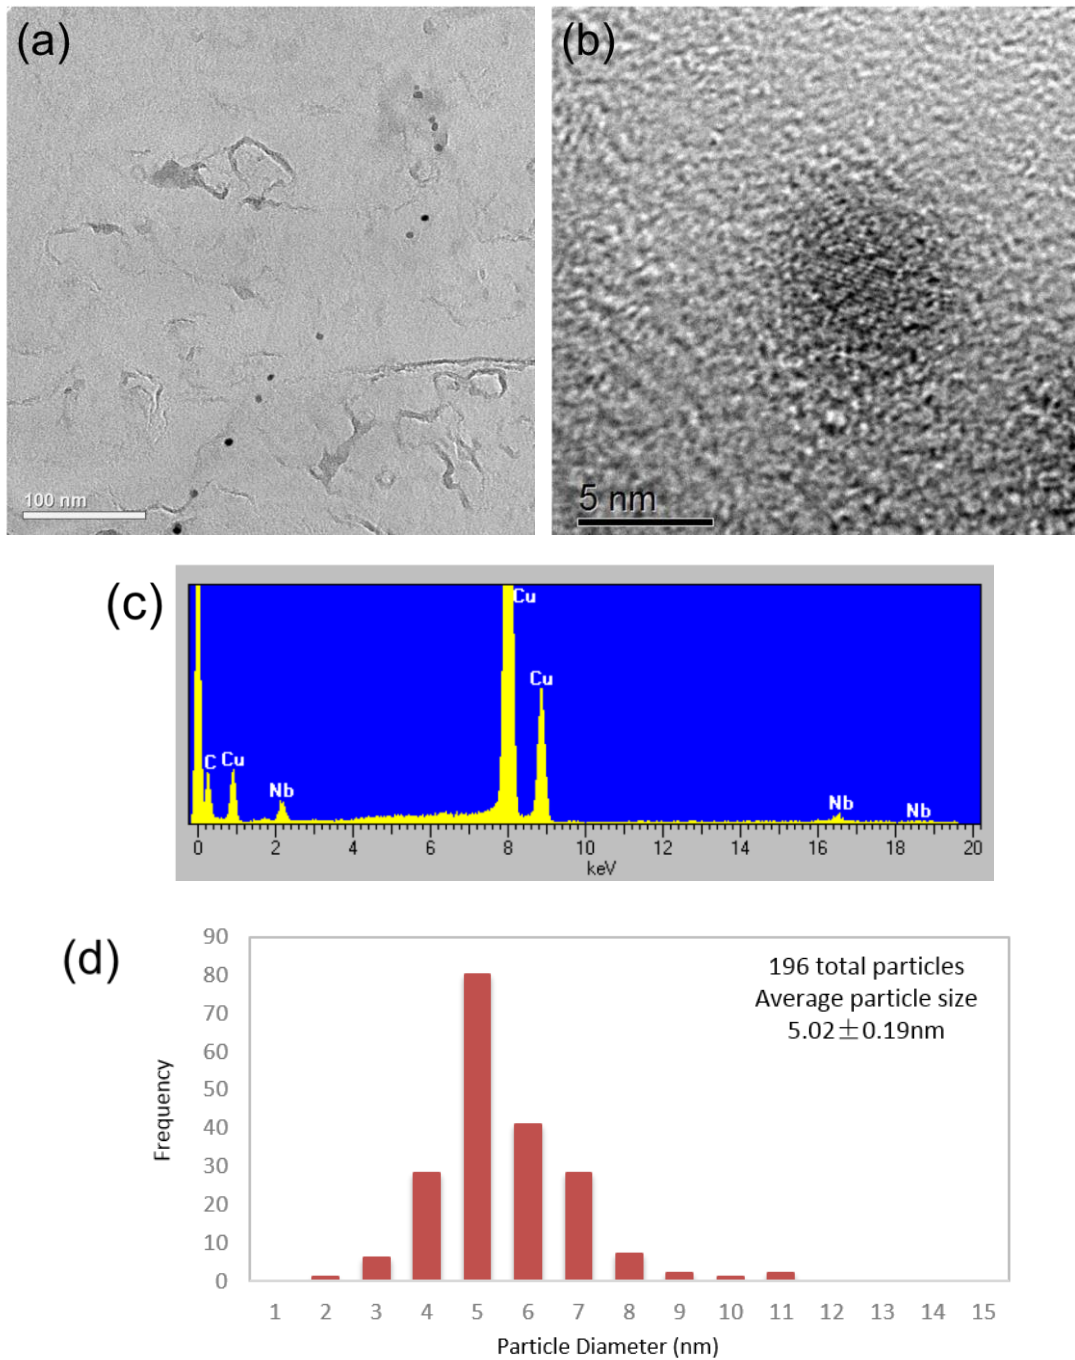 (a)
(b)
100 nm
5 nm
(c)
Cu
Cu
C Cu
Nb
Nb
Nb
0 2 4 6 8 10 12 14 16 18 20
keV
(d)
90
80
70
60
50
40
30
20
10
0
Frequency
196 total particles
Average particle size
5.02±0.19nm
1 2 3 4 5 6 7 8 9 10 11 12 13 14 15
Particle Diameter (nm)